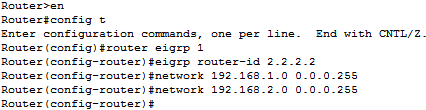 Router>en
Router#config t
Enter configuration commands, one per line.  End with CNTL/Z.
Router(config)#router eigrp 1
Router(config-router)#eigrp router-id 2.2.2.2
Router(config-router)#network 192.168.1.0 0.0.0.255
Router(config-router)#network 192.168.2.0 0.0.0.255
Router(config-router)#